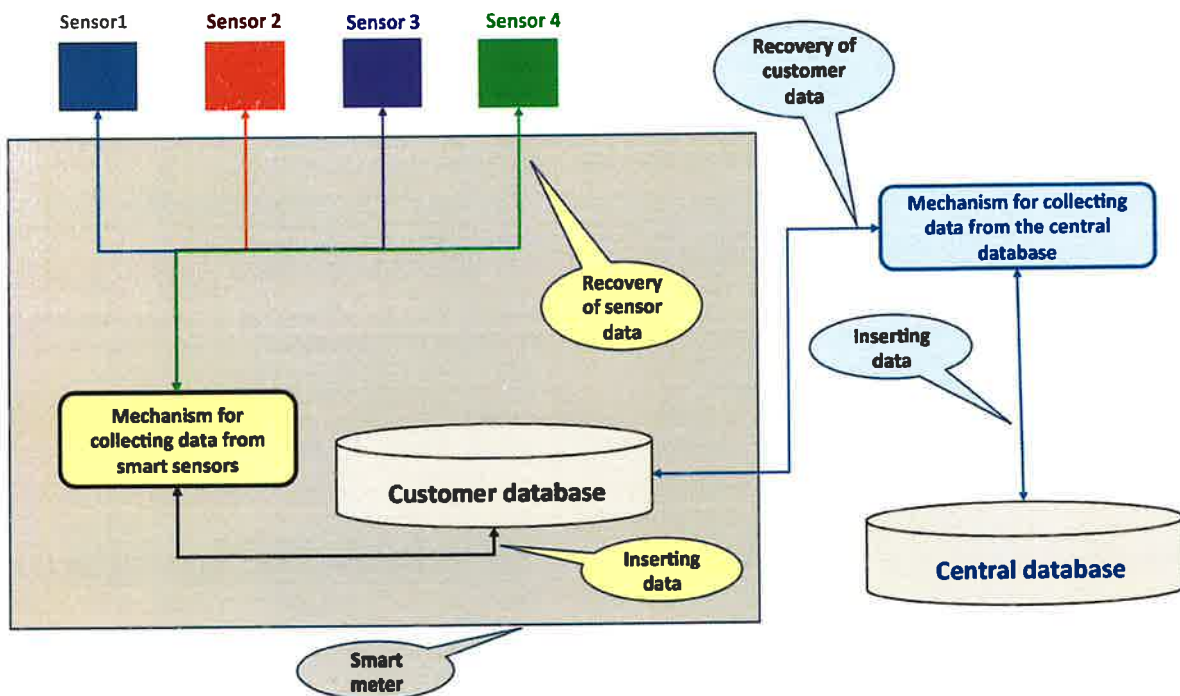 Sensor1
Sensor 2
Sensor 3
Sensor 4
Recovery of
customer
data
Mechanism for collecting
data from the central
database
Recovery
of sensor
data
Inserting
data
Mechanism for
collecting data from
smart sensors
Customer database
Inserting
data
Central database
Smart
meter